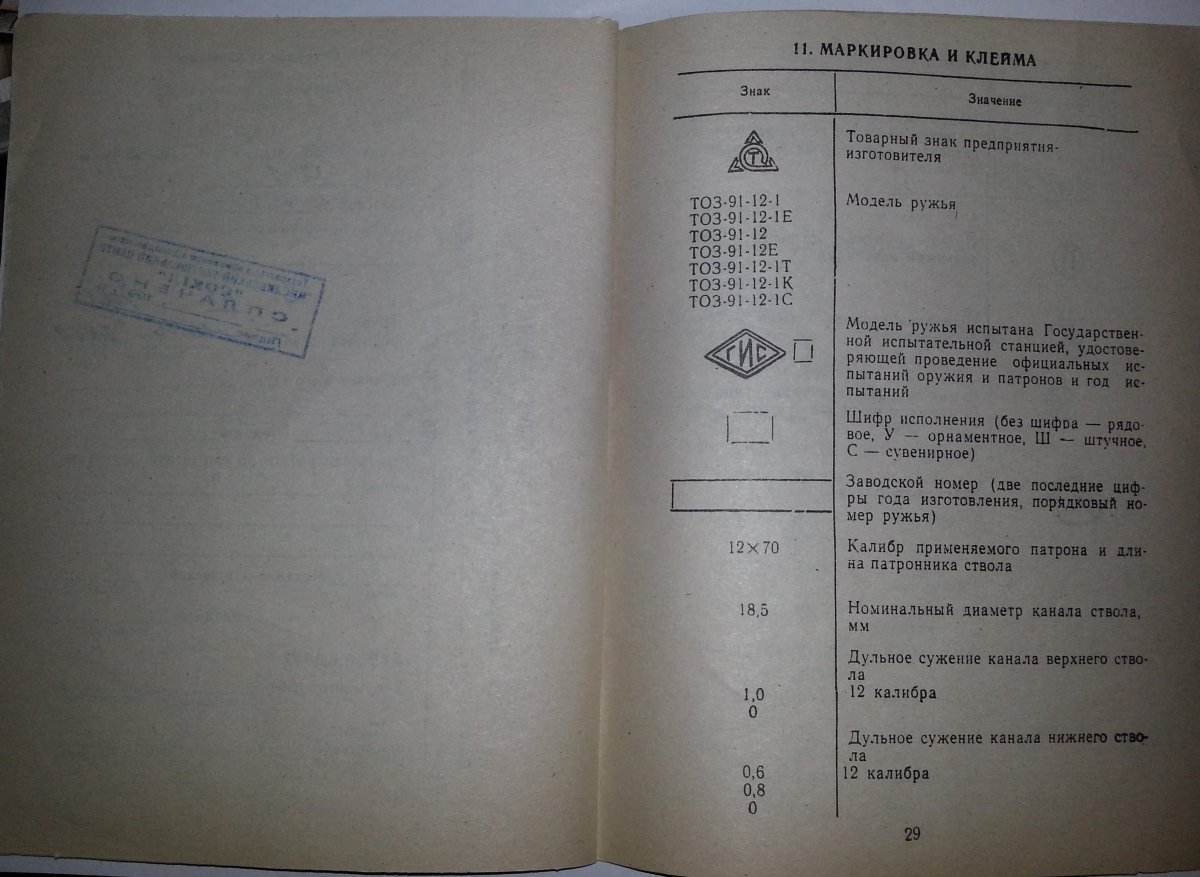 11. МАРКИРОВКА И КЛЕЙМА
Знак
Значение
Т
Товарный знак предприятия-
изготовителя
ТОЗ-91-12-1
ТОЗ-91-12-1Е
ТОЗ-91-12
ТОЗ-91-12Е
ТОЗ-91-12-1Т
ТОЗ-91-12-1К
ТОЗ-91-12-1С
Модель ружья
ГИС
Модель ружья испытана Государствен-
ной испытательной станцией, удостове-
ряющей проведение официальных ис-
пытаний оружия и патронов и год ис-
пытаний
Шифр исполнения (без шифра — рядо-
вое, У — орнаментное, Ш — штучное,
С — сувенирное)
Заводской номер (две последние циф-
ры года изготовления, порядковый но-
мер ружья)
12×70
Калибр применяемого патрона и дли-
на патронника ствола
18,5
Номинальный диаметр канала ствола,
мм
Дульное сужение канала верхнего ство-
ла
1,0
12 калибра
0
Дульное сужение канала нижнего ство-
ла
0,6
12 калибра
0,8
0
29
СПЛАЧЕНО